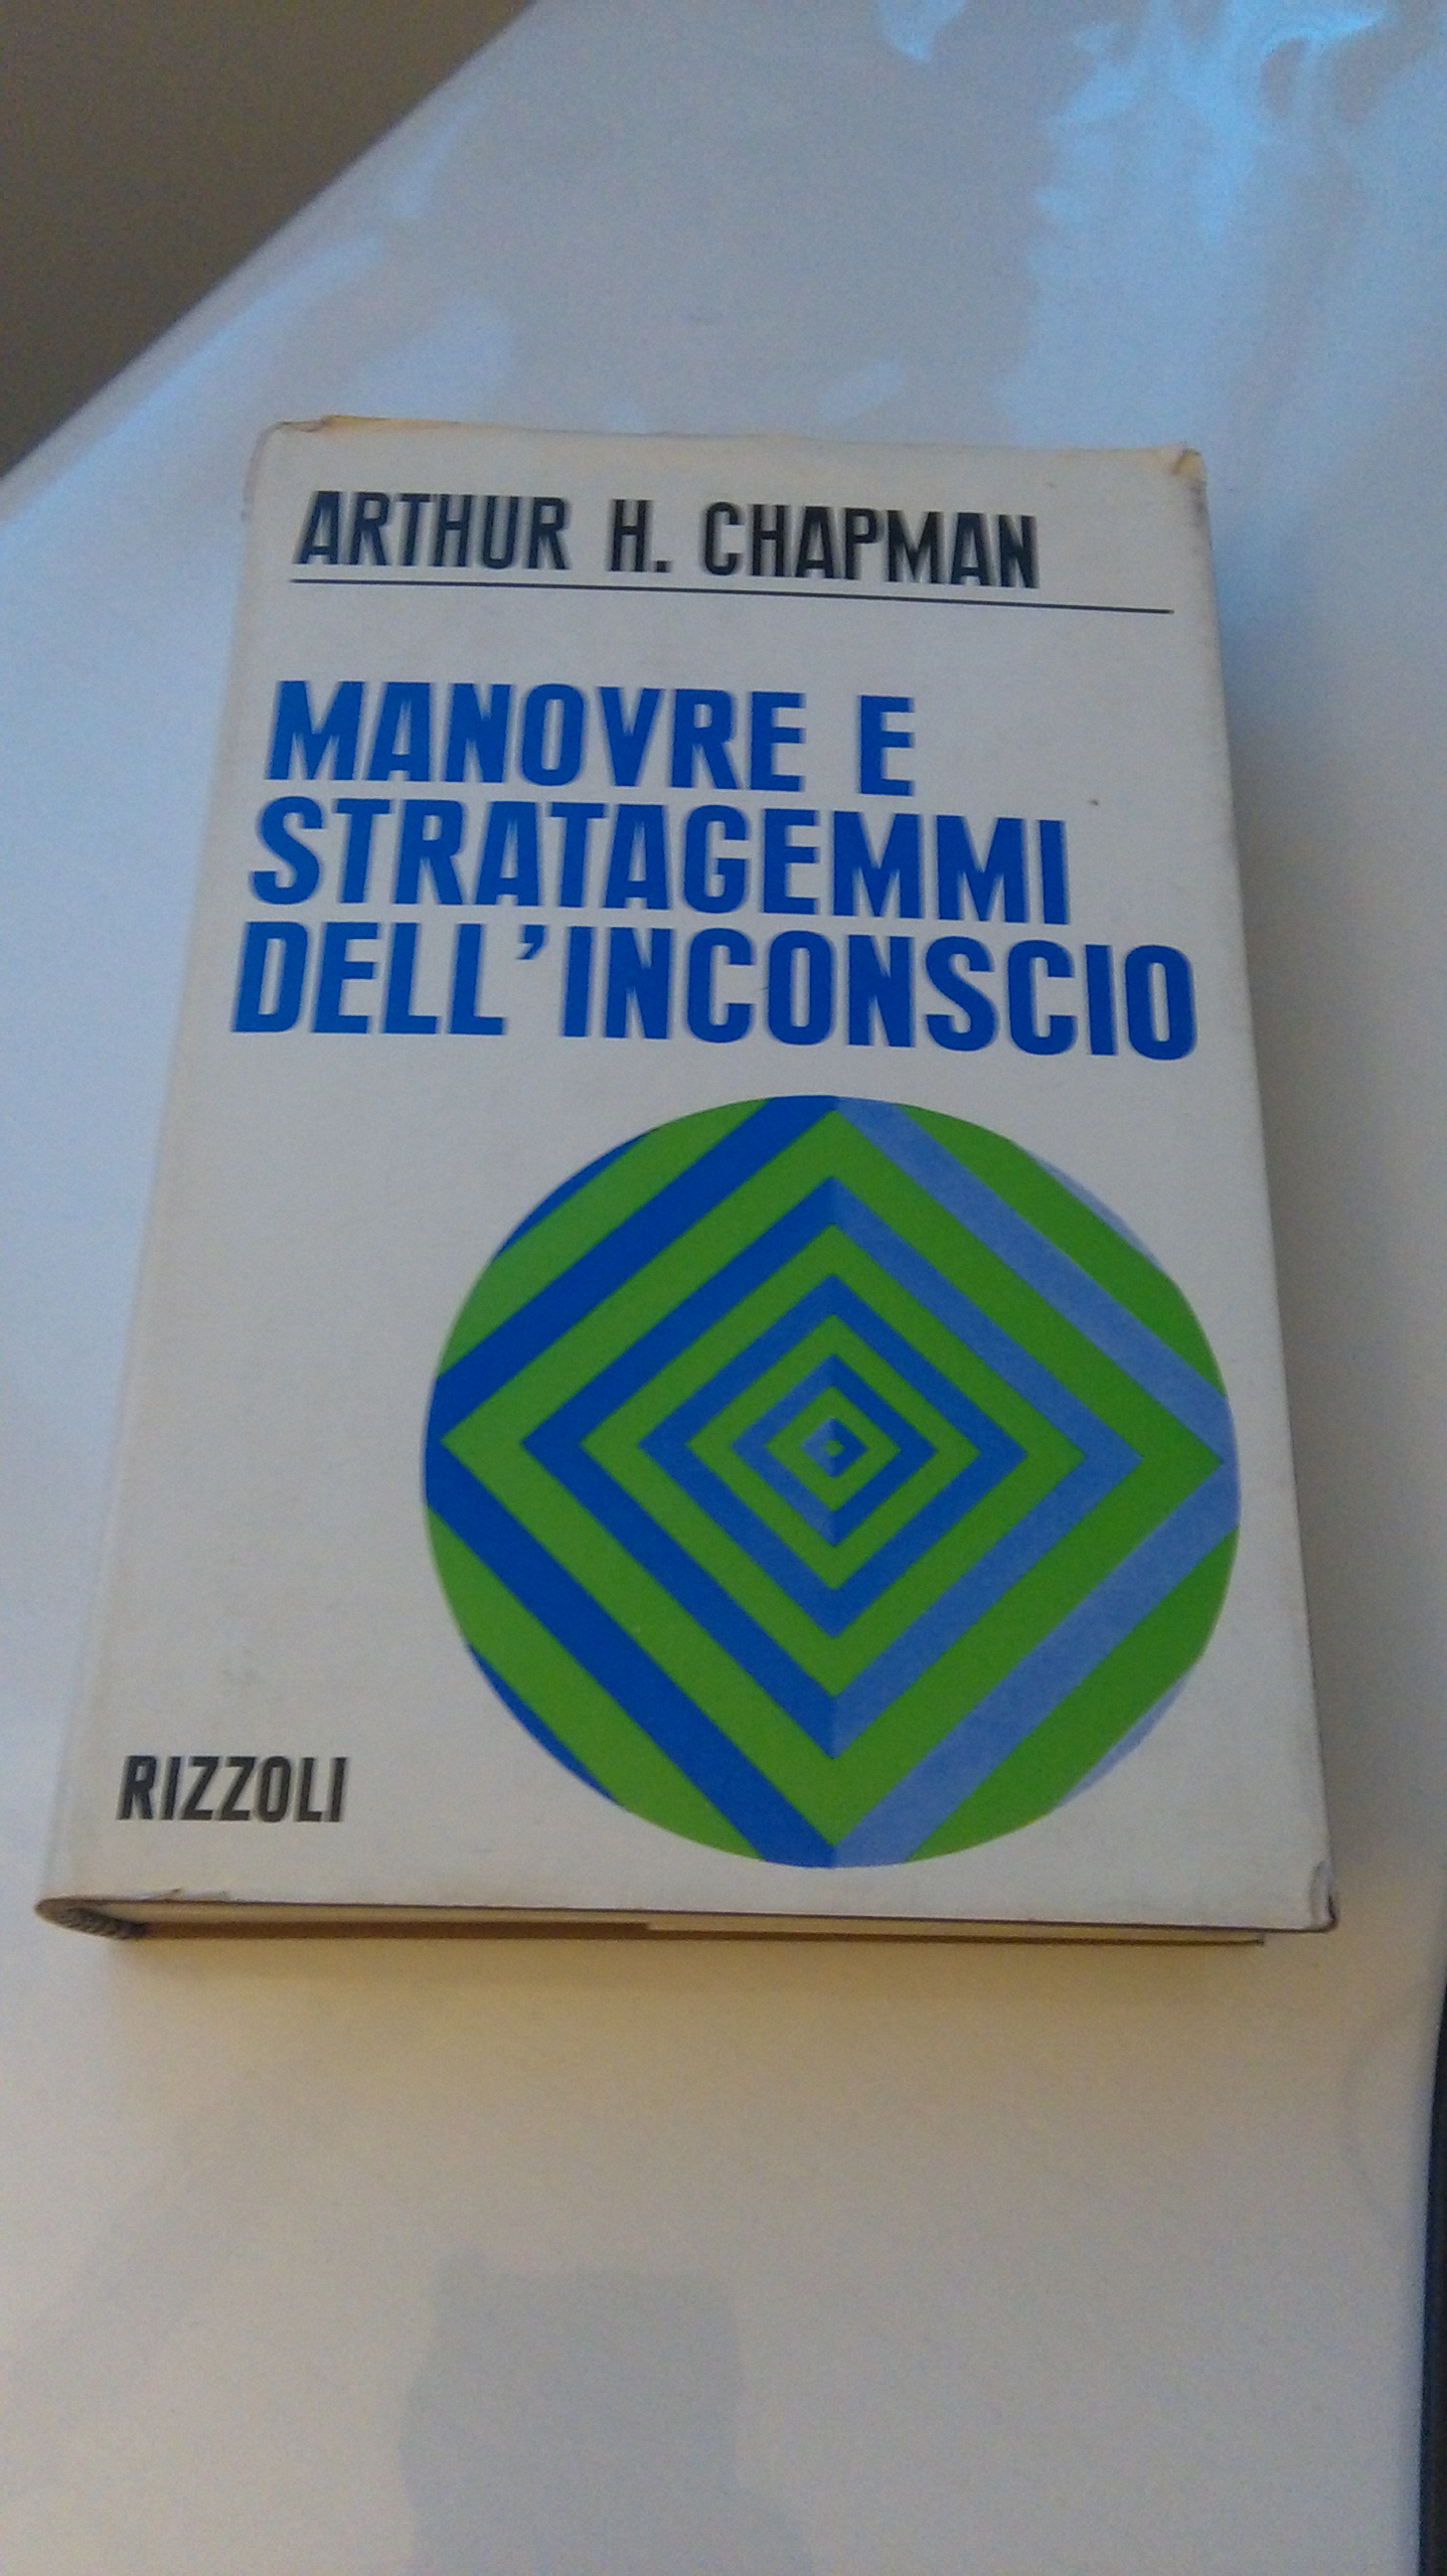 ARTHUR H. CHAPMAN
MANOVRE E
STRATAGEMMI
DELL'INCONSCIO
RIZZOLI